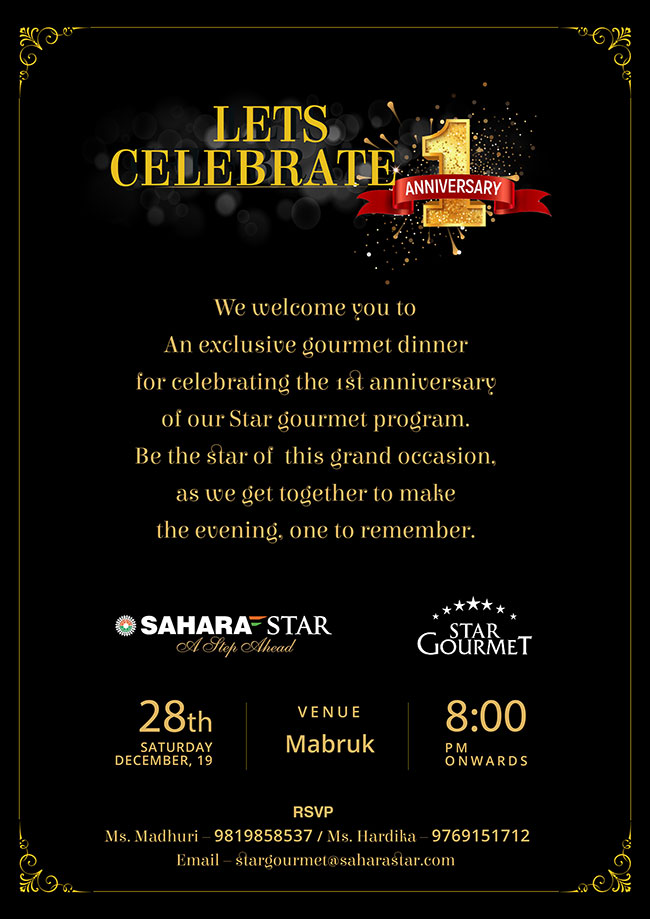 LETS
CELEBRATE
1
ANNIVERSARY
We welcome you to
An exclusive gourmet dinner
for celebrating the 1st anniversary
of our Star gourmet program.
Be the star of  this grand occasion,
as we get together to make
the evening, one to remember.
SAHARA STAR
A Step Ahead
STAR
GOURMET
28th
SATURDAY
DECEMBER, 19
VENUE
Mabruk
8:00
PM
ONWARDS
RSVP
Ms. Madhuri – 9819858537 / Ms. Hardika – 9769151712
Email – stargourmet@saharastar.com